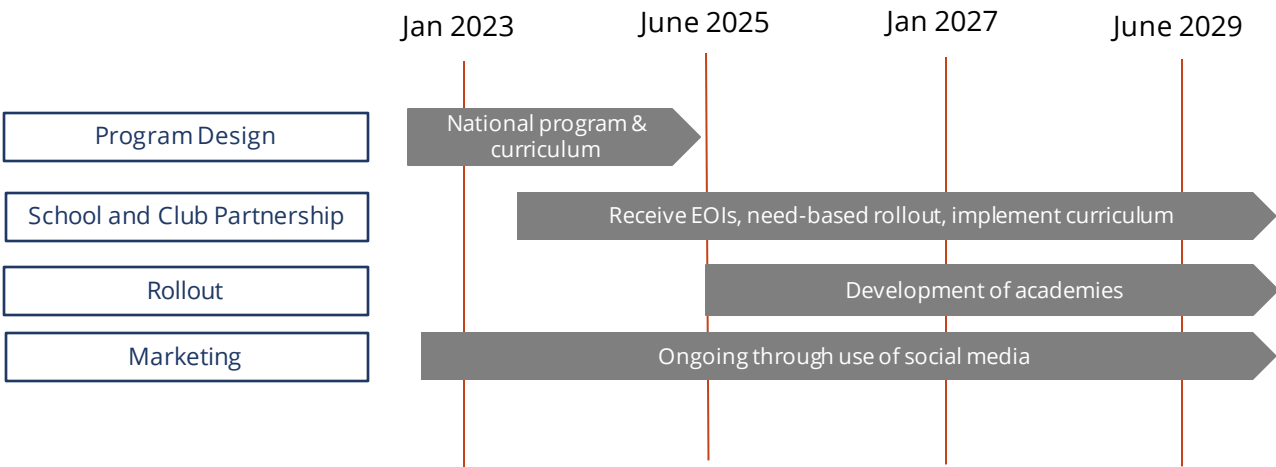 Jan 2023
June 2025
Jan 2027
June 2029
Program Design
National program &
curriculum
School and Club Partnership
Receive EOIs, need-based rollout, implement curriculum
Rollout
Development of academies
Marketing
Ongoing through use of social media